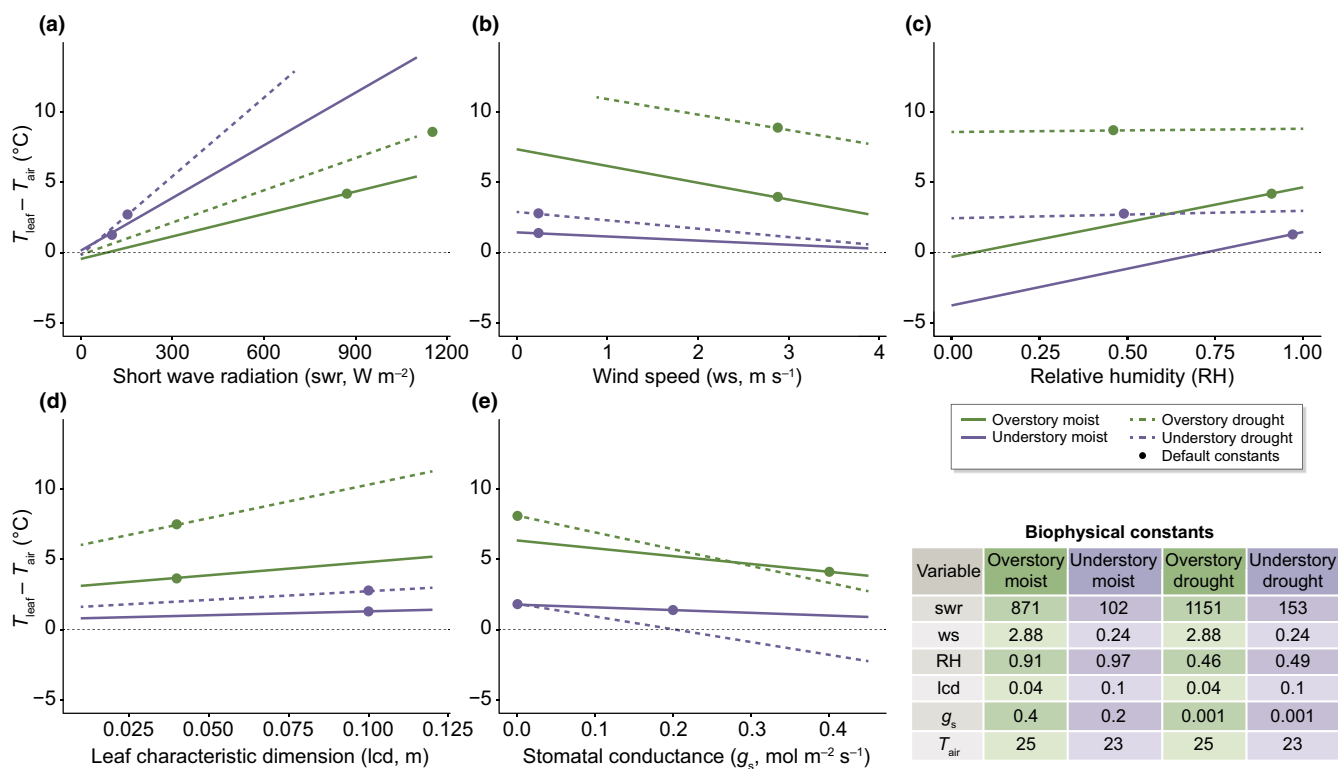 (a)
(b)
(c)
T_leaf – T_air (°C)
10
5
0
−5
0 300 600 900 1200
Short wave radiation (swr, W m⁻²)
0 1 2 3 4
Wind speed (ws, m s⁻¹)
10
5
0
−5
0.00 0.25 0.50 0.75 1.00
Relative humidity (RH)
(d)
(e)
T_leaf – T_air (°C)
10
5
0
−5
0.025 0.050 0.075 0.100 0.125
Leaf characteristic dimension (lcd, m)
10
5
0
−5
0.0 0.1 0.2 0.3 0.4
Stomatal conductance (g_s, mol m⁻² s⁻¹)
Overstory moist Overstory drought
Understory moist Understory drought
Default constants
Biophysical constants
Variable Overstory moist Understory moist Overstory drought Understory drought
swr 871 102 1151 153
ws 2.88 0.24 2.88 0.24
RH 0.91 0.97 0.46 0.49
lcd 0.04 0.1 0.04 0.1
g_s 0.4 0.2 0.001 0.001
T_air 25 23 25 23